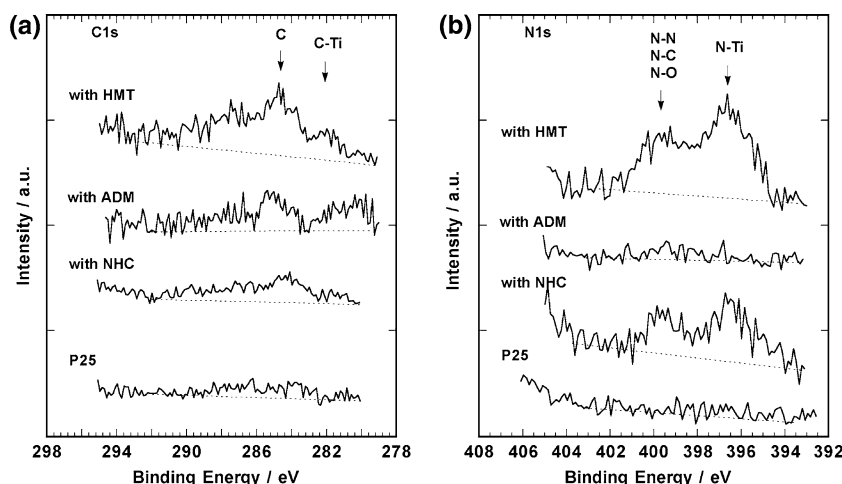 (a)
C1s
C
C-Ti
with HMT
with ADM
with NHC
P25
Intensity / a.u.
298 294 290 286 282 278
Binding Energy / eV
(b)
N1s
N-N
N-C
N-O
N-Ti
with HMT
with ADM
with NHC
P25
Intensity / a.u.
408 406 404 402 400 398 396 394 392
Binding Energy / eV